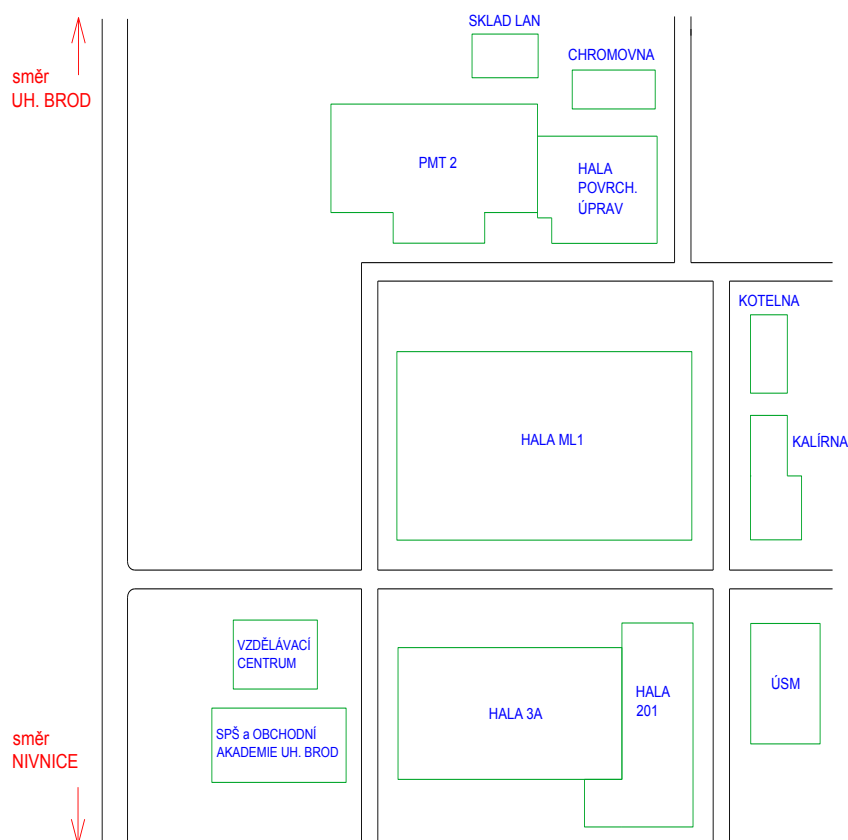 SKLAD LAN
CHROMOVNA
směr
UH. BROD
PMT 2
HALA
POVRCH.
ÚPRAV
KOTELNA
HALA ML1
KALÍRNA
VZDĚLÁVACÍ
CENTRUM
HALA 3A
HALA
201
ÚSM
SPŠ a OBCHODNÍ
AKADEMIE UH. BROD
směr
NIVNICE